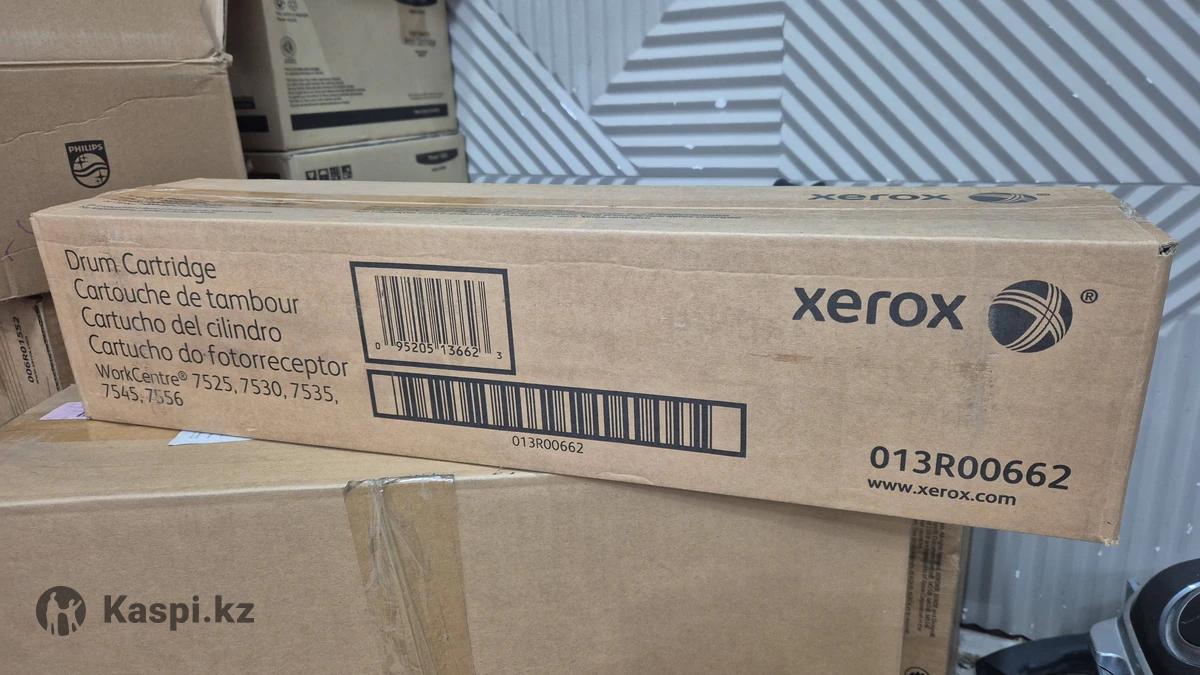 PHILIPS
006R01552
xerox
Drum Cartridge
Cartouche de tambour
Cartucho del cilindro
Cartucho do fotorreceptor
WorkCentre® 7525, 7530, 7535,
7545, 7556
0 95205 13662 3
013R00662
xerox ®
013R00662
www.xerox.com
Kaspi.kz